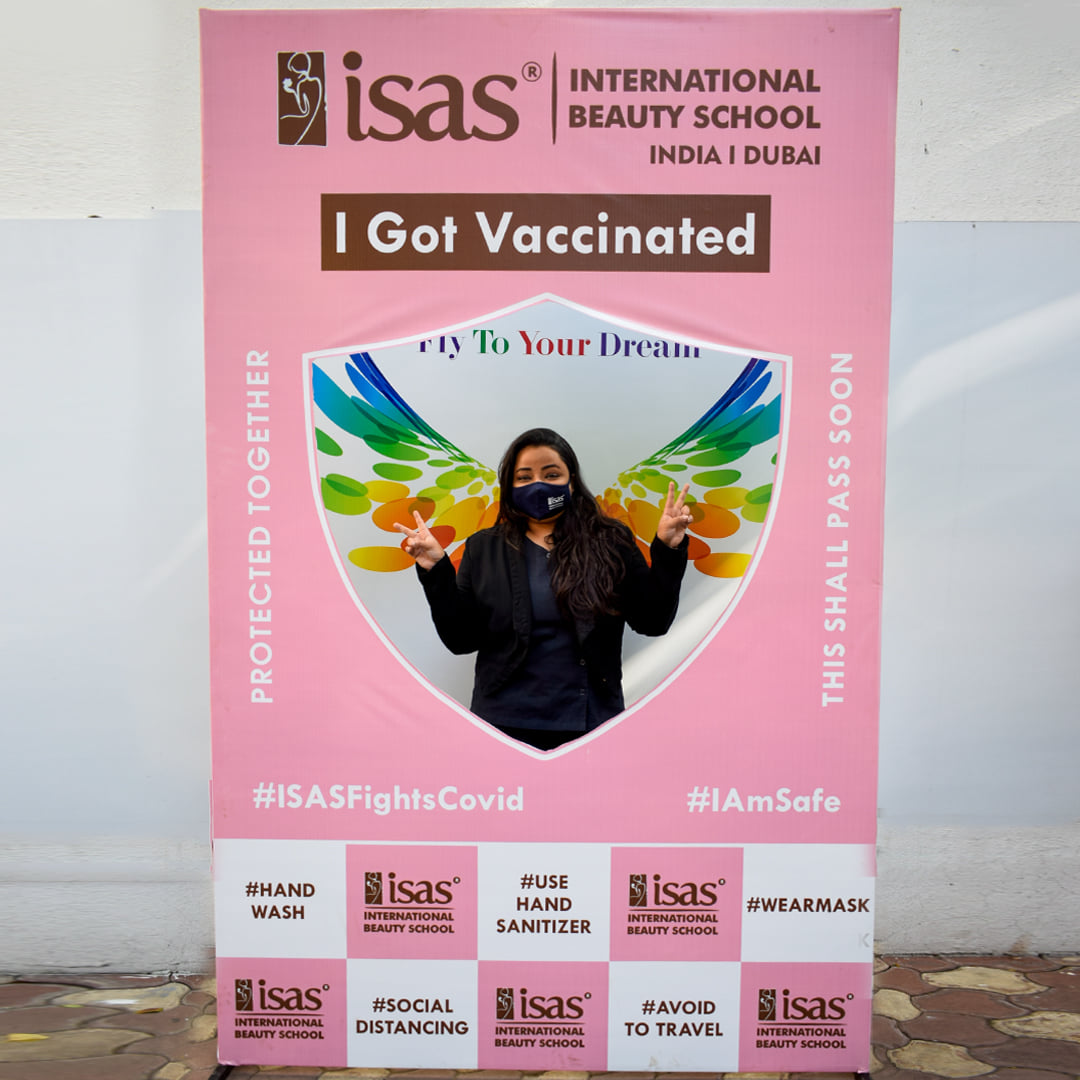 isas®
INTERNATIONAL
BEAUTY SCHOOL
INDIA I DUBAI
I Got Vaccinated
Fly To Your Dream
PROTECTED TOGETHER
THIS SHALL PASS SOON
isas
#ISASFightsCovid
#IAmSafe
#HAND
WASH
isas
INTERNATIONAL
BEAUTY SCHOOL
#USE
HAND
SANITIZER
isas
INTERNATIONAL
BEAUTY SCHOOL
#WEARMASK
K
isas
INTERNATIONAL
BEAUTY SCHOOL
#SOCIAL
DISTANCING
isas
INTERNATIONAL
BEAUTY SCHOOL
#AVOID
TO TRAVEL
isas
INTERNATIONAL
BEAUTY SCHOOL